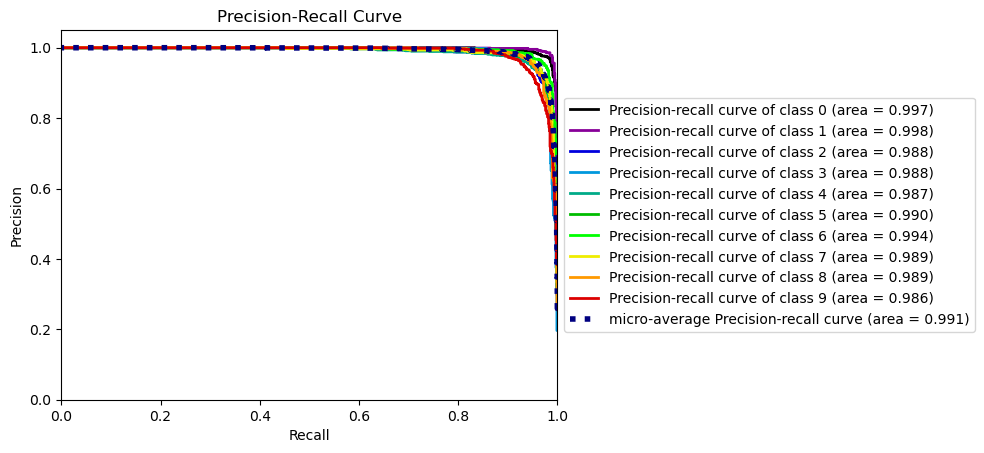 Precision-Recall Curve
1.0
0.8
0.6
0.4
0.2
0.0
Precision
0.0 0.2 0.4 0.6 0.8 1.0
Recall
Precision-recall curve of class 0 (area = 0.997)
Precision-recall curve of class 1 (area = 0.998)
Precision-recall curve of class 2 (area = 0.988)
Precision-recall curve of class 3 (area = 0.988)
Precision-recall curve of class 4 (area = 0.987)
Precision-recall curve of class 5 (area = 0.990)
Precision-recall curve of class 6 (area = 0.994)
Precision-recall curve of class 7 (area = 0.989)
Precision-recall curve of class 8 (area = 0.989)
Precision-recall curve of class 9 (area = 0.986)
micro-average Precision-recall curve (area = 0.991)